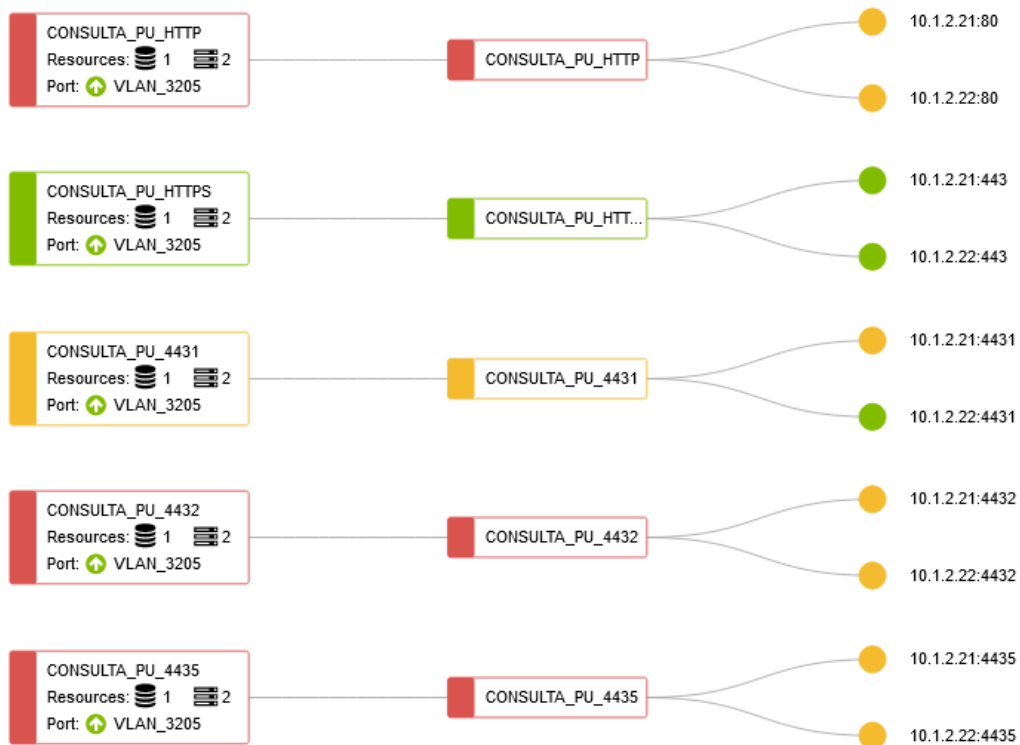 CONSULTA_PU_HTTP
Resources: 1 2
Port: VLAN_3205
CONSULTA_PU_HTTP
10.1.2.21:80
10.1.2.22:80
CONSULTA_PU_HTTPS
Resources: 1 2
Port: VLAN_3205
CONSULTA_PU_HTT...
10.1.2.21:443
10.1.2.22:443
CONSULTA_PU_4431
Resources: 1 2
Port: VLAN_3205
CONSULTA_PU_4431
10.1.2.21:4431
10.1.2.22:4431
CONSULTA_PU_4432
Resources: 1 2
Port: VLAN_3205
CONSULTA_PU_4432
10.1.2.21:4432
10.1.2.22:4432
CONSULTA_PU_4435
Resources: 1 2
Port: VLAN_3205
CONSULTA_PU_4435
10.1.2.21:4435
10.1.2.22:4435